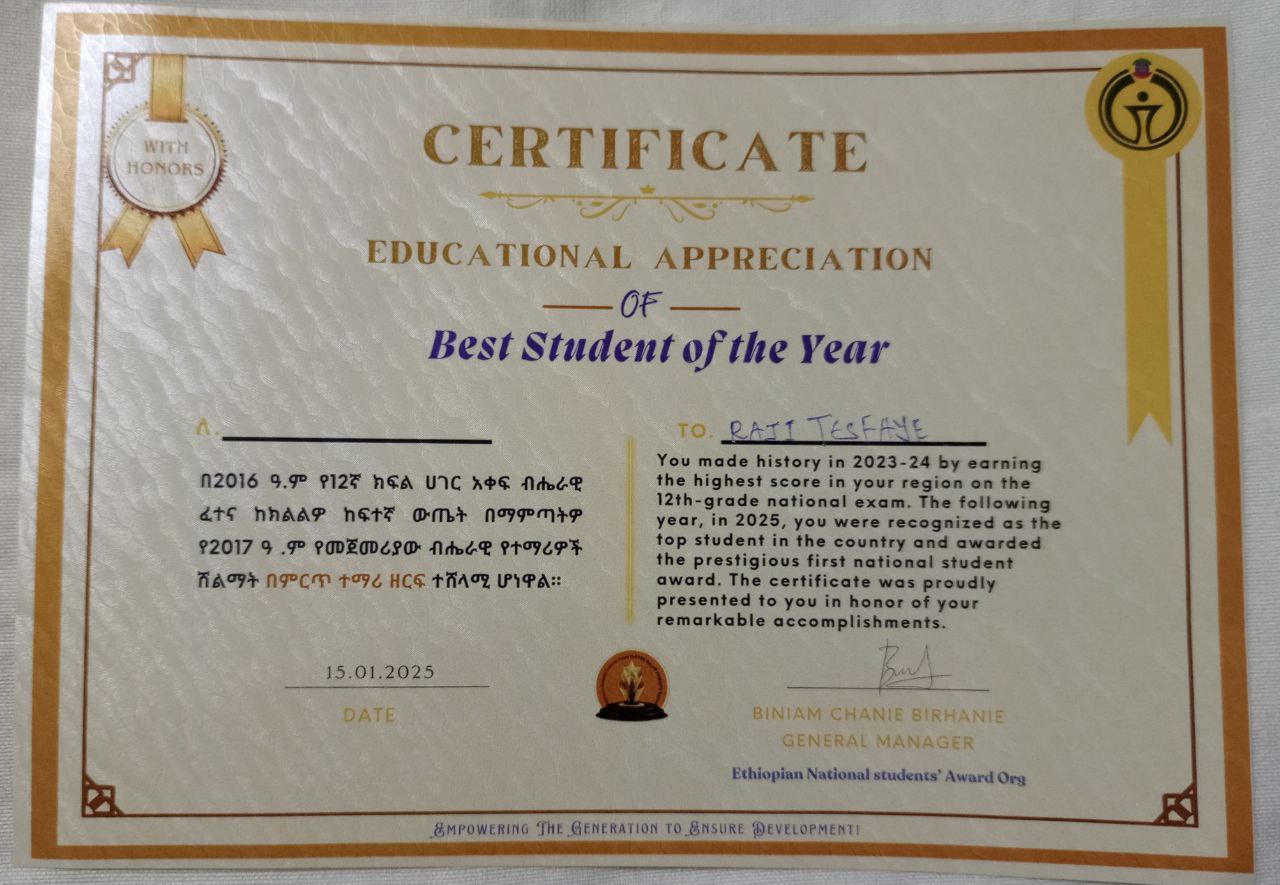 WITH
HONORS
CERTIFICATE
EDUCATIONAL APPRECIATION
OF
Best Student of the Year
ለ.
በ2016 ዓ.ም የ12ኛ ክፍል ሀገር አቀፍ ብሔራዊ
ፈተና ከክልልዎ ከፍተኛ ውጤት በማምጣትዎ
የ2017 ዓ .ም የመጀመሪያው ብሔራዊ የተማሪዎች
ሽልማት በምርጥ ተማሪ ዘርፍ ተሸላሚ ሆነዋል።
TO. RAJI TESFAYE
You made history in 2023-24 by earning
the highest score in your region on the
12th-grade national exam. The following
year, in 2025, you were recognized as the
top student in the country and awarded
the prestigious first national student
award. The certificate was proudly
presented to you in honor of your
remarkable accomplishments.
15.01.2025
DATE
BINIAM CHANIE BIRHANIE
GENERAL MANAGER
Ethiopian National students' Award Org
EMPOWERING THE GENERATION TO ENSURE DEVELOPMENT!